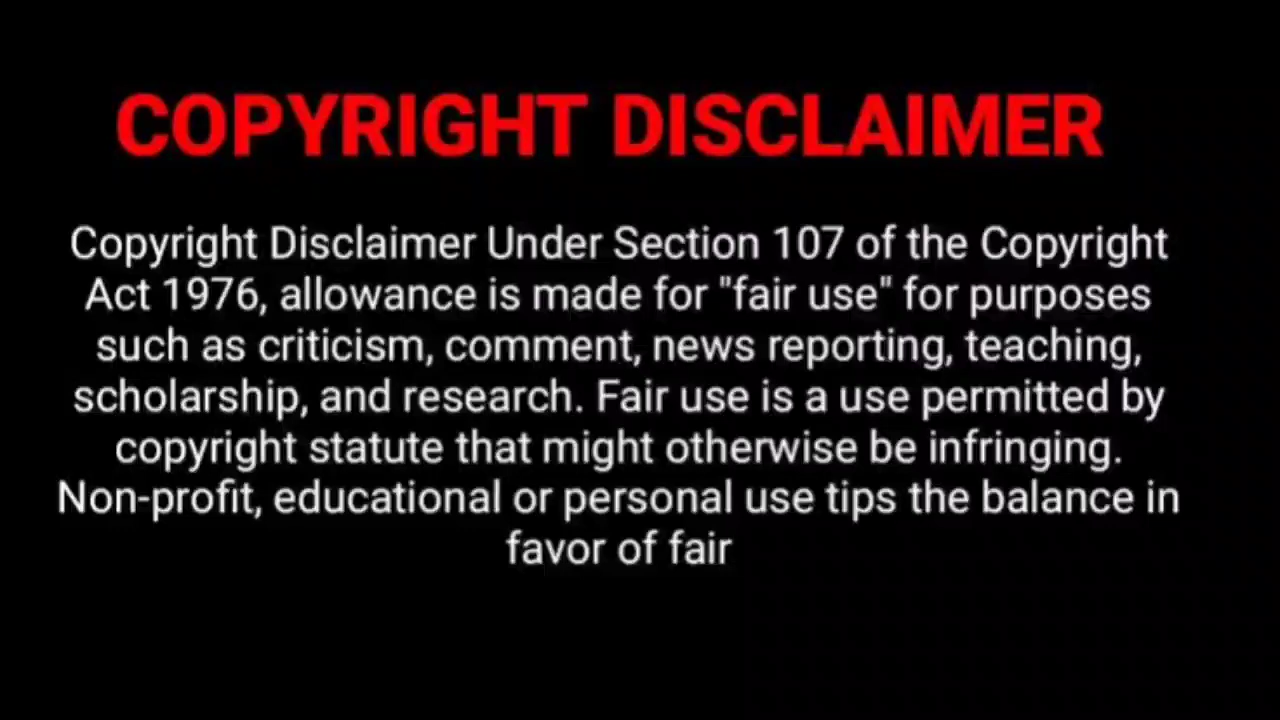 COPYRIGHT DISCLAIMER
Copyright Disclaimer Under Section 107 of the Copyright
Act 1976, allowance is made for "fair use" for purposes
such as criticism, comment, news reporting, teaching,
scholarship, and research. Fair use is a use permitted by
copyright statute that might otherwise be infringing.
Non-profit, educational or personal use tips the balance in
favor of fair